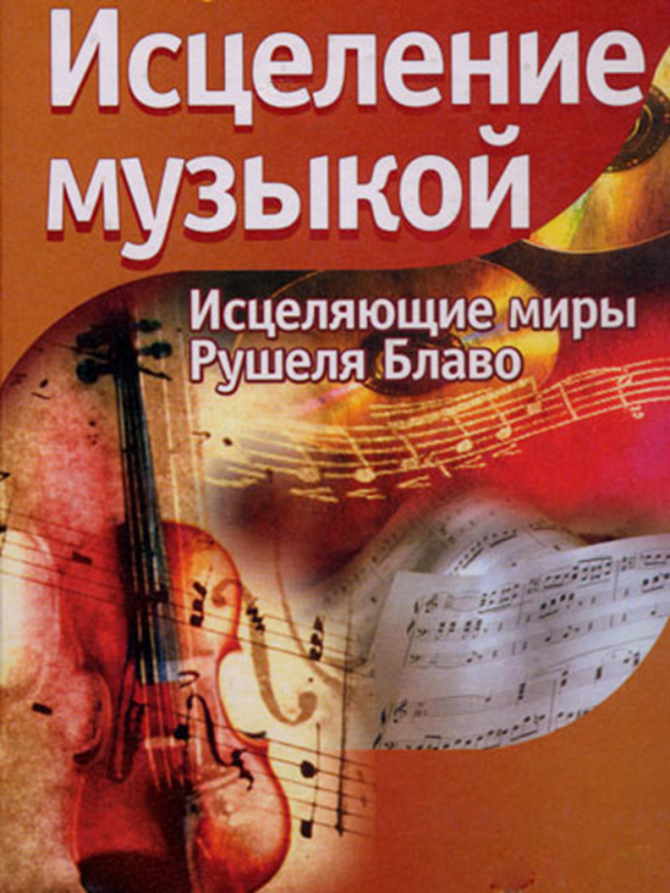 Исцеление
музыкой
Исцеляющие миры
Рушеля Блаво